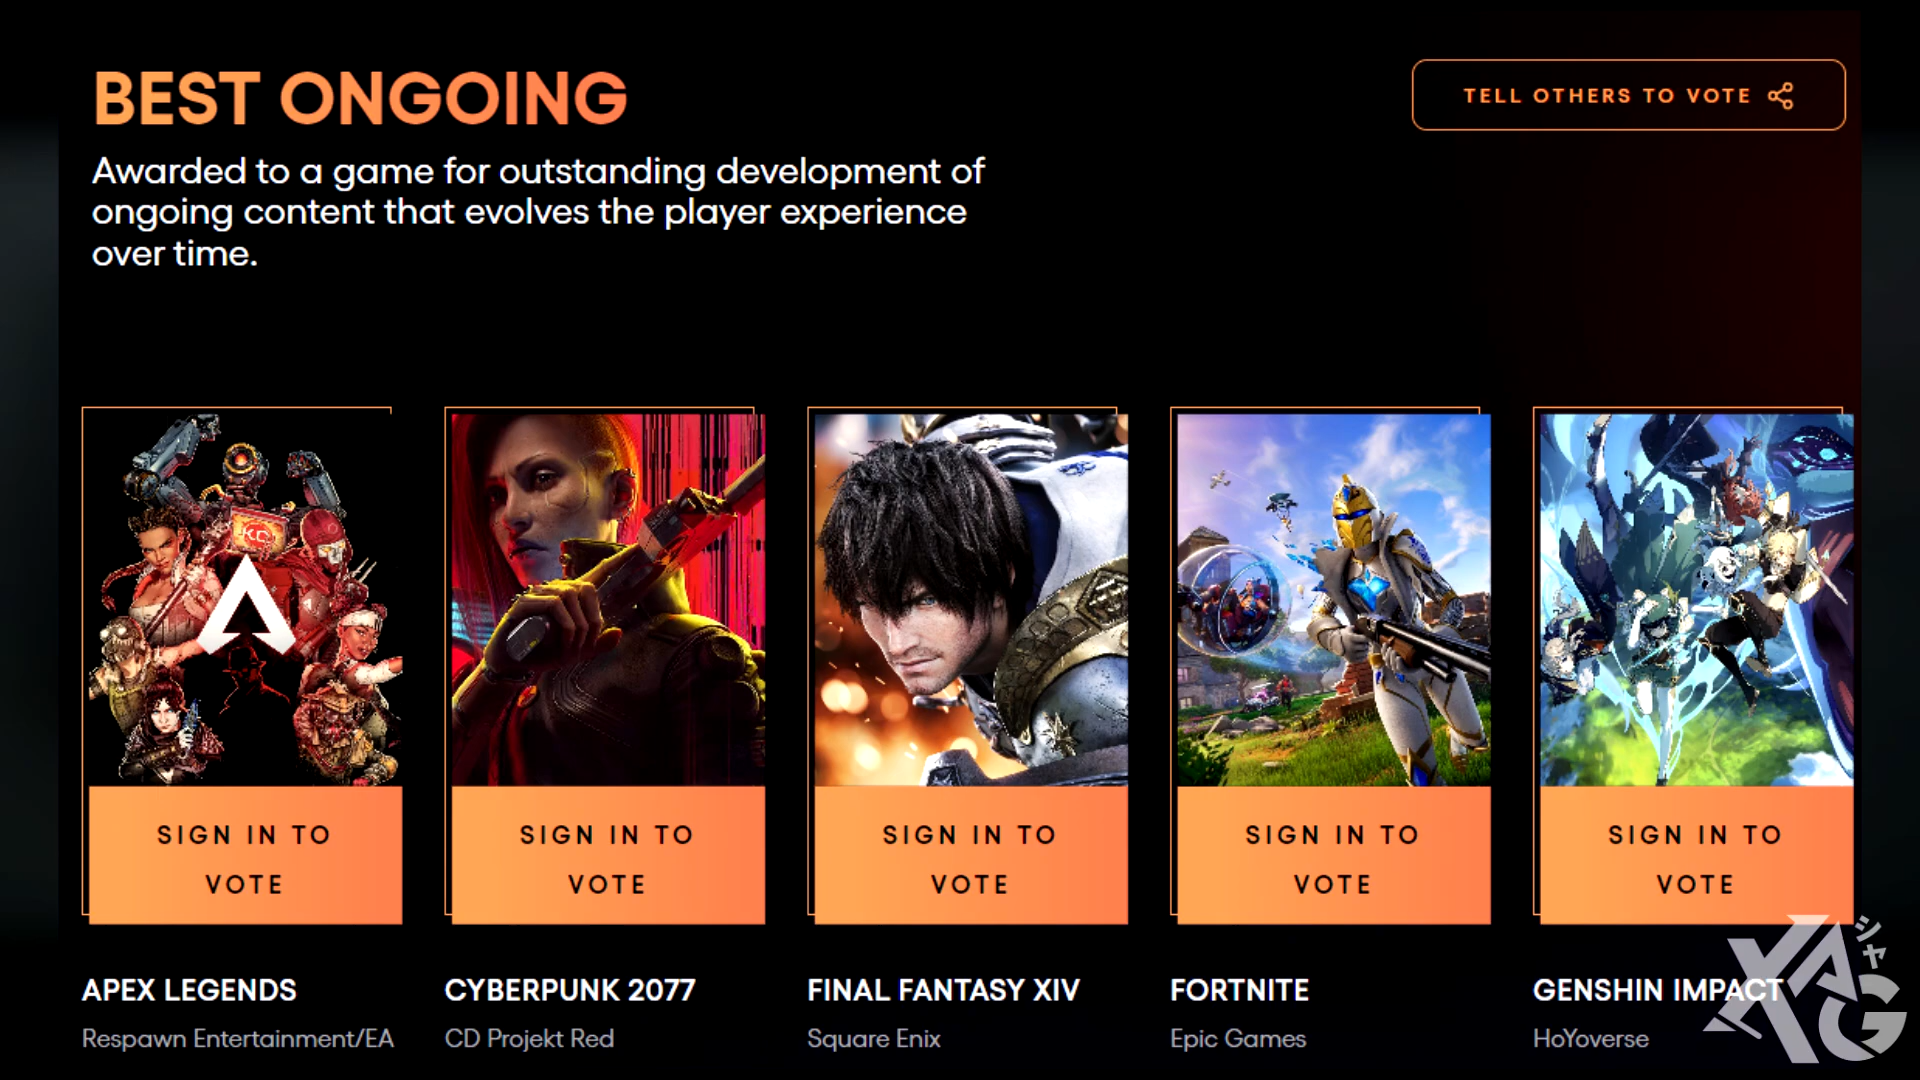 BEST ONGOING
TELL OTHERS TO VOTE
Awarded to a game for outstanding development of
ongoing content that evolves the player experience
over time.
SIGN IN TO
VOTE
SIGN IN TO
VOTE
SIGN IN TO
VOTE
SIGN IN TO
VOTE
SIGN IN TO
VOTE
APEX LEGENDS
Respawn Entertainment/EA
CYBERPUNK 2077
CD Projekt Red
FINAL FANTASY XIV
Square Enix
FORTNITE
Epic Games
GENSHIN IMPACT
HoYoverse
XAG
シャ